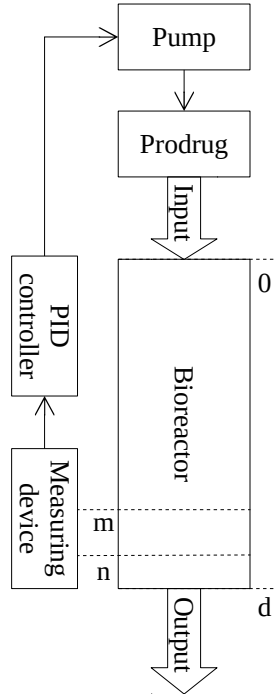 Pump
Prodrug
Input
0
PID
controller
Bioreactor
Measuring
device
m
n
d
Output